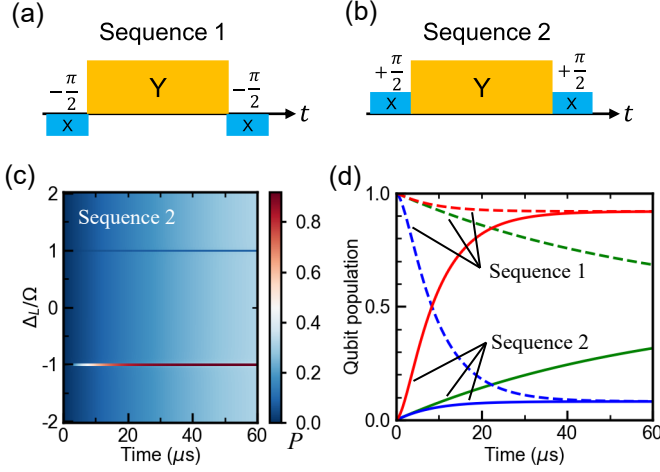 (a)
Sequence 1
−π/2
Y
−π/2
X
X
t
(b)
Sequence 2
+π/2
Y
+π/2
X
X
t
(c)
Sequence 2
Δ_L/Ω
2
1
0
-1
-2
0
20
40
60
Time (μs)
0.8
0.6
0.4
0.2
0.0
P
(d)
Qubit population
1.0
0.5
0.0
Sequence 1
Sequence 2
0
20
40
60
Time (μs)